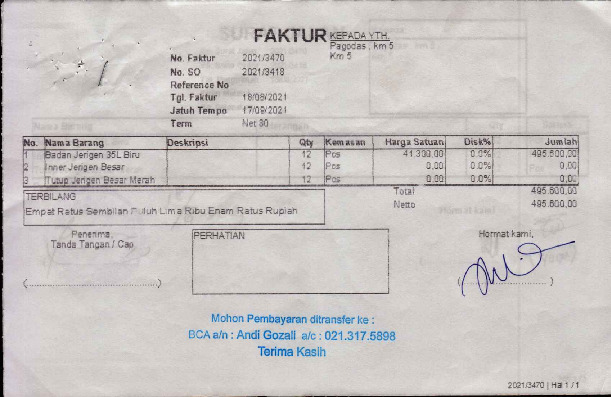 FAKTUR
KEPADA YTH.
Pagodas, km 5
Km 5
No. Faktur 2021/3470
No. SO 2021/3418
Reference No
Tgl. Faktur 18/08/2021
Jatuh Tempo 17/09/2021
Term Net 30
No. Nama Barang Deskripsi Qty Kemasan Harga Satuan Disk% Jumlah
1 Badan Jerigen 35L Biru 12 Pcs 41.300,00 0.0% 495.600,00
2 Inner Jerigen Besar 12 Pcs 0,00 0.0% 0,00
3 Tutup Jerigen Besar Merah 12 Pcs 0,00 0.0% 0,00
Total 495.600,00
Netto 495.600,00
TERBILANG
Empat Ratus Sembilan Puluh Lima Ribu Enam Ratus Rupiah
Penerima,
Tanda Tangan / Cap
(..................................................)
PERHATIAN
Hormat kami,
(..................................)
Mohon Pembayaran ditransfer ke :
BCA a/n : Andi Gozali a/c : 021.317.5898
Terima Kasih
2021/3470 | Hal 1 / 1